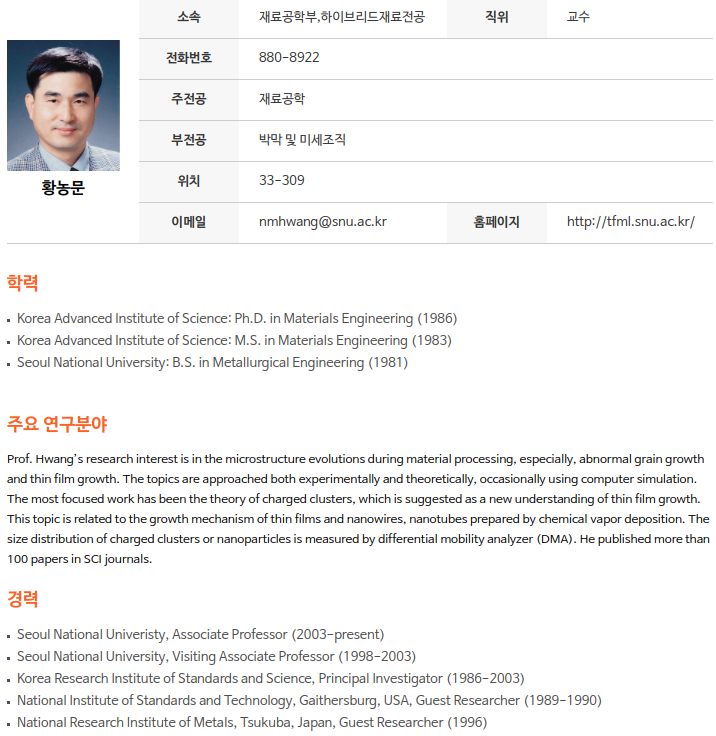 소속 재료공학부,하이브리드재료전공 직위 교수
전화번호 880-8922
주전공 재료공학
부전공 박막 및 미세조직
위치 33-309
황농문
이메일 nmhwang@snu.ac.kr 홈페이지 http://tfml.snu.ac.kr/
학력
Korea Advanced Institute of Science: Ph.D. in Materials Engineering (1986)
Korea Advanced Institute of Science: M.S. in Materials Engineering (1983)
Seoul National University: B.S. in Metallurgical Engineering (1981)
주요 연구분야
Prof. Hwang's research interest is in the microstructure evolutions during material processing, especially, abnormal grain growth
and thin film growth. The topics are approached both experimentally and theoretically, occasionally using computer simulation.
The most focused work has been the theory of charged clusters, which is suggested as a new understanding of thin film growth.
This topic is related to the growth mechanism of thin films and nanowires, nanotubes prepared by chemical vapor deposition. The
size distribution of charged clusters or nanoparticles is measured by differential mobility analyzer (DMA). He published more than
100 papers in SCI journals.
경력
Seoul National Univeristy, Associate Professor (2003-present)
Seoul National University, Visiting Associate Professor (1998-2003)
Korea Research Institute of Standards and Science, Principal Investigator (1986-2003)
National Institute of Standards and Technology, Gaithersburg, USA, Guest Researcher (1989-1990)
National Research Institute of Metals, Tsukuba, Japan, Guest Researcher (1996)